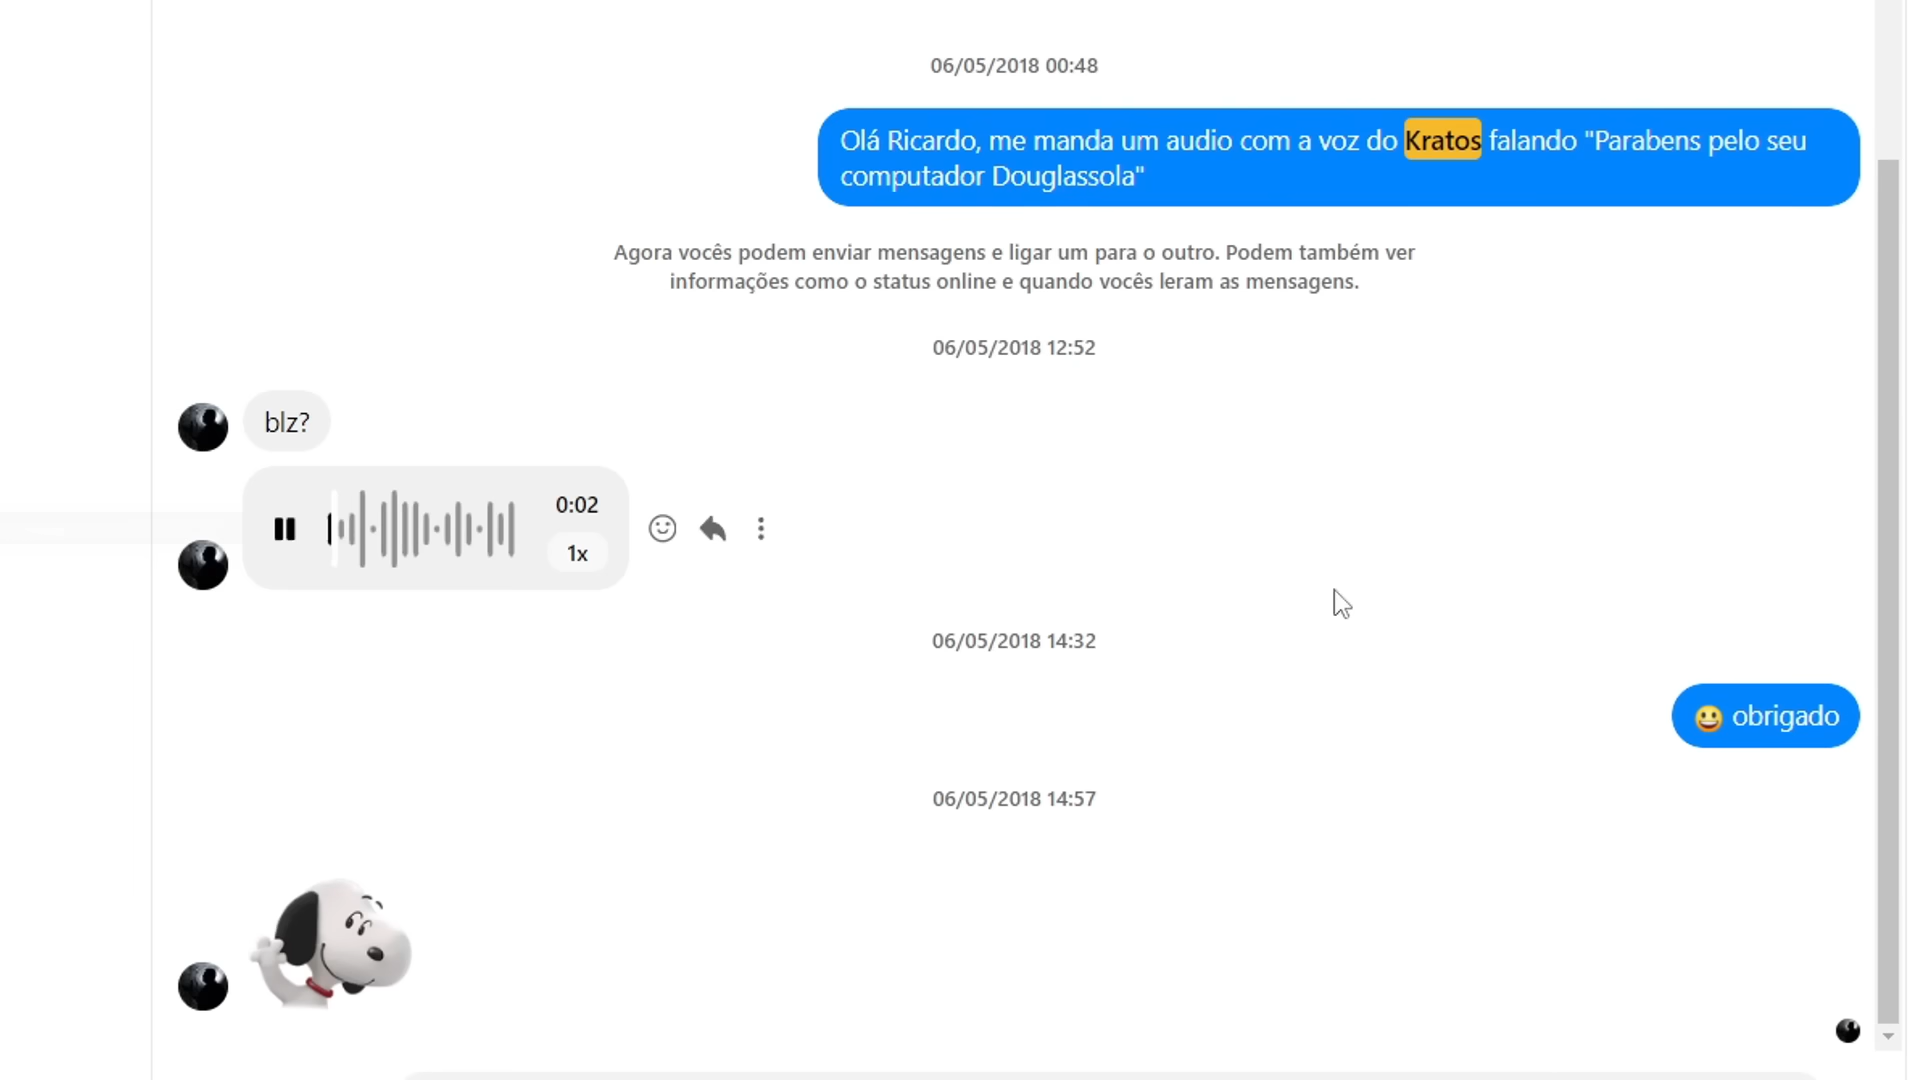 06/05/2018 00:48
Olá Ricardo, me manda um audio com a voz do Kratos falando "Parabens pelo seu
computador Douglassola"
Agora vocês podem enviar mensagens e ligar um para o outro. Podem também ver
informações como o status online e quando vocês leram as mensagens.
06/05/2018 12:52
blz?
0:02
1x
06/05/2018 14:32
😃 obrigado
06/05/2018 14:57